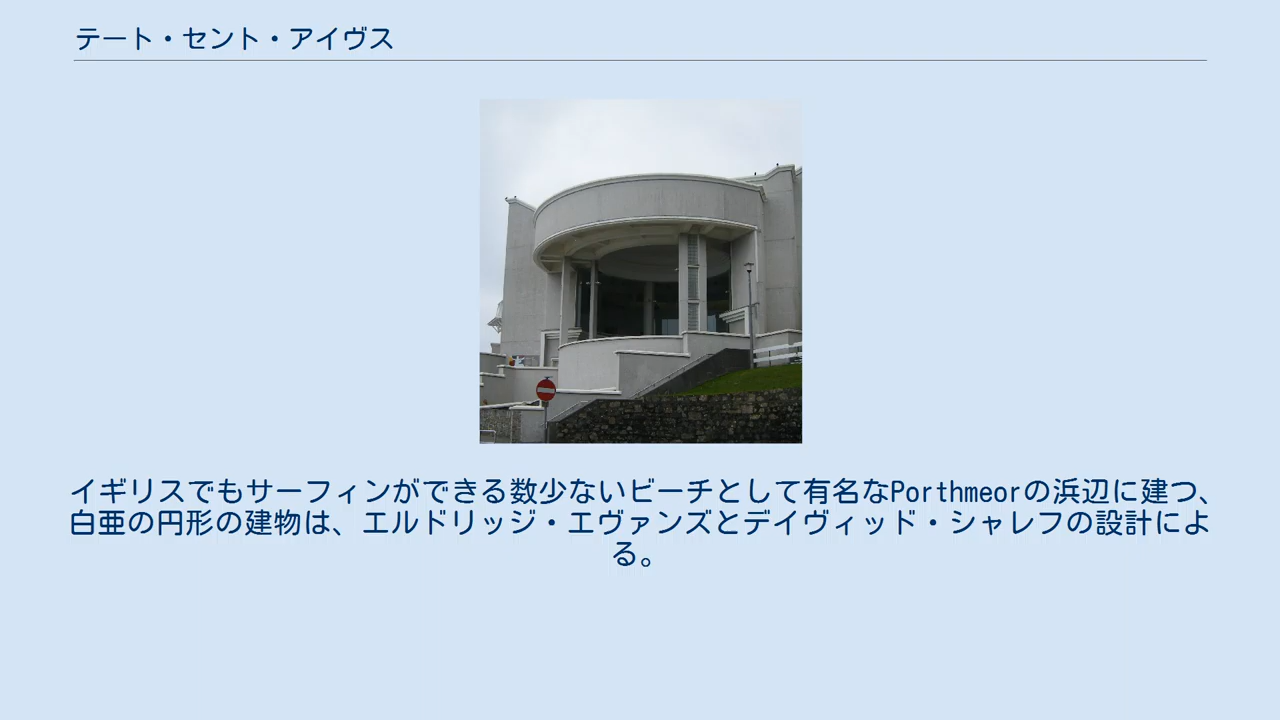 テート・セント・アイヴス
イギリスでもサーフィンができる数少ないビーチとして有名なPorthmeorの浜辺に建つ、
白亜の円形の建物は、エルドリッジ・エヴァンズとデイヴィッド・シャレフの設計によ
る。